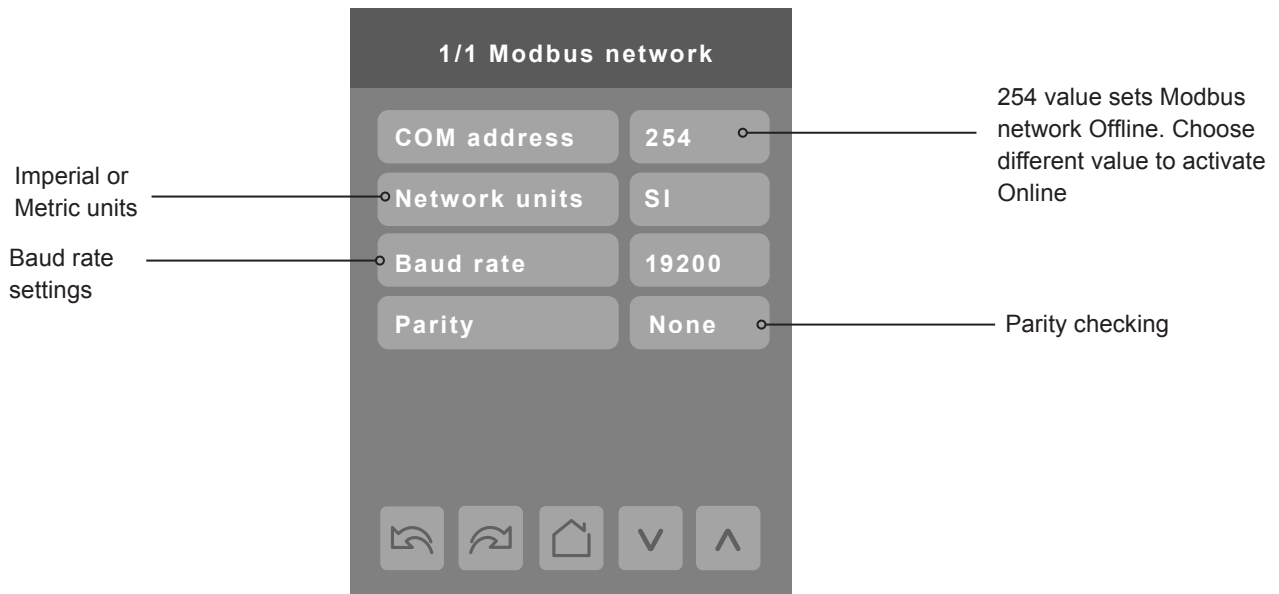 1/1 Modbus network
COM address
254
Network units
SI
Baud rate
19200
Parity
None
Imperial or
Metric units
Baud rate
settings
254 value sets Modbus
network Offline. Choose
different value to activate
Online
Parity checking